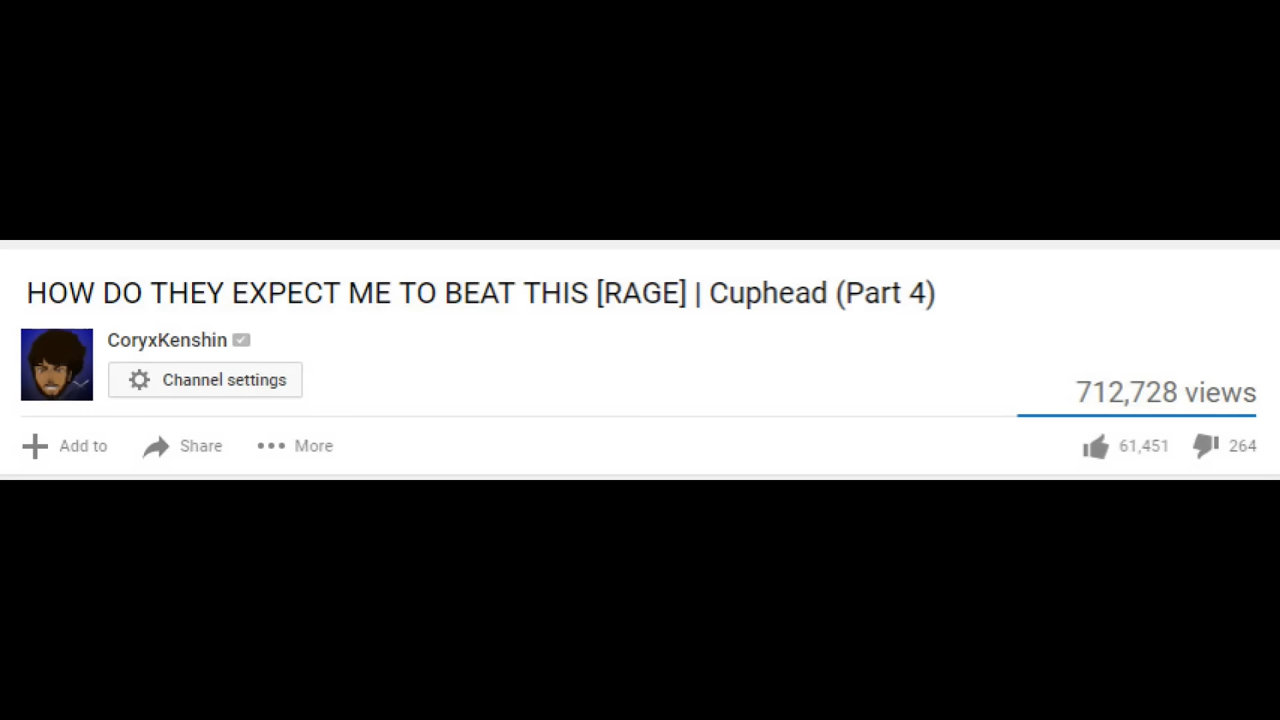 HOW DO THEY EXPECT ME TO BEAT THIS [RAGE] | Cuphead (Part 4)
CoryxKenshin
Channel settings
712,728 views
Add to Share More 61,451 264